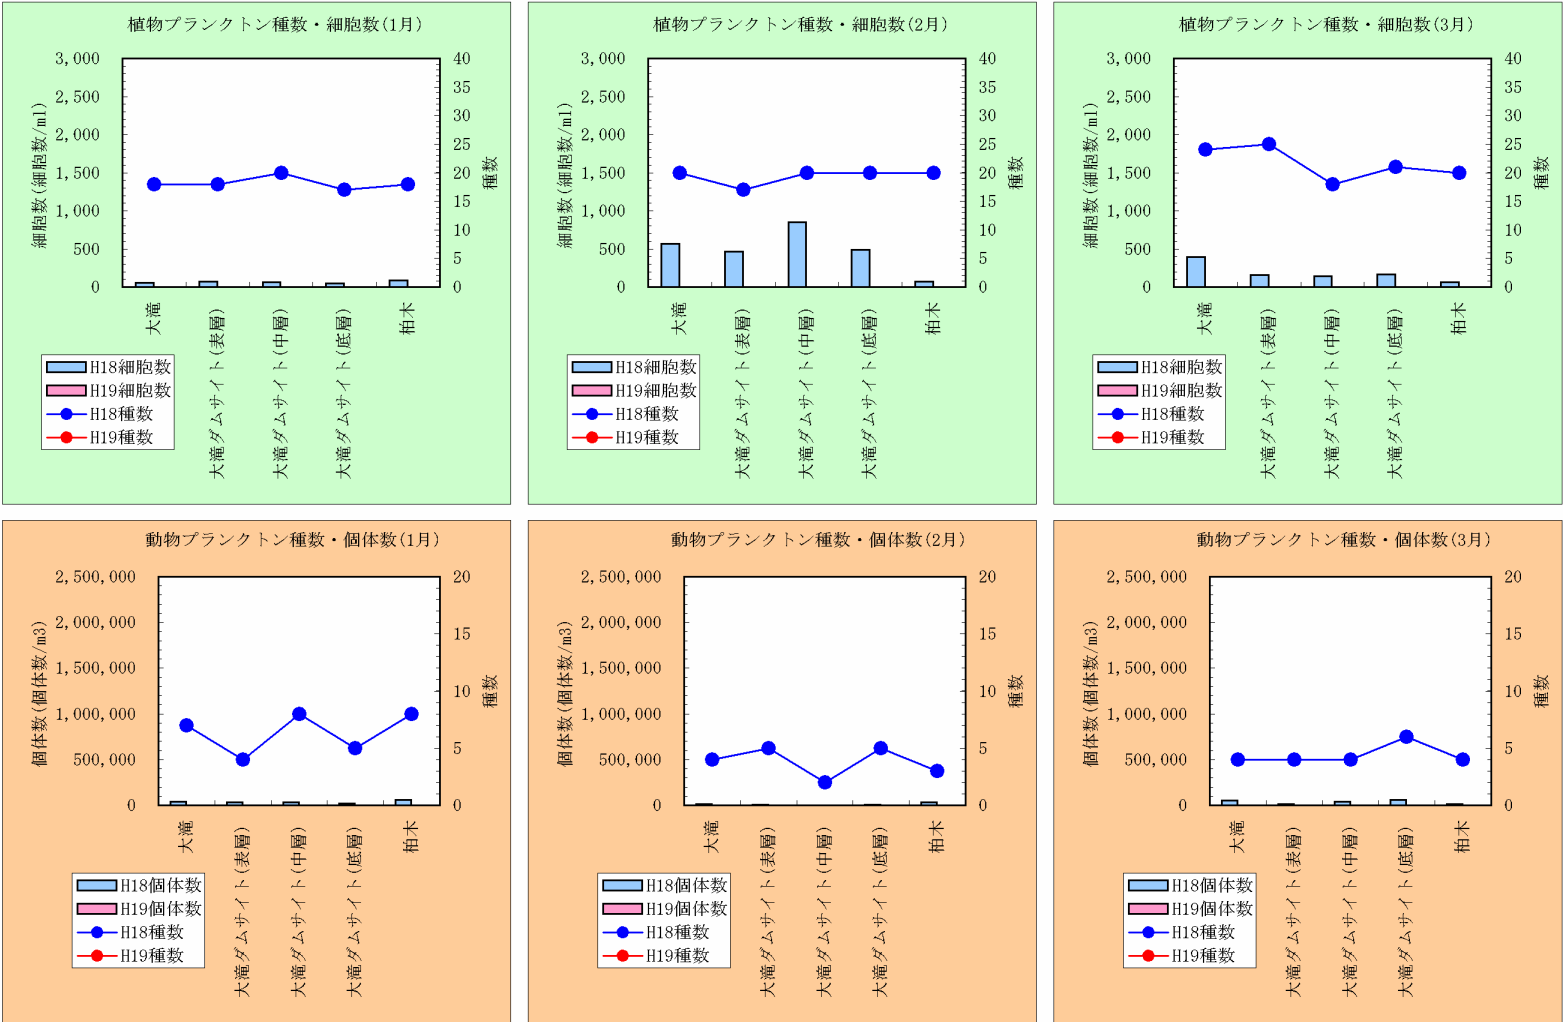 植物プランクトン種数・細胞数(1月)
細胞数(細胞数/ml)
3,000
2,500
2,000
1,500
1,000
500
0
40
35
30
25
20
15
10
5
0
種数
大滝
大滝ダムサイト(表層)
大滝ダムサイト(中層)
大滝ダムサイト(底層)
柏木
H18細胞数
H19細胞数
H18種数
H19種数
植物プランクトン種数・細胞数(2月)
細胞数(細胞数/ml)
3,000
2,500
2,000
1,500
1,000
500
0
40
35
30
25
20
15
10
5
0
種数
大滝
大滝ダムサイト(表層)
大滝ダムサイト(中層)
大滝ダムサイト(底層)
柏木
H18細胞数
H19細胞数
H18種数
H19種数
植物プランクトン種数・細胞数(3月)
細胞数(細胞数/ml)
3,000
2,500
2,000
1,500
1,000
500
0
40
35
30
25
20
15
10
5
0
種数
大滝
大滝ダムサイト(表層)
大滝ダムサイト(中層)
大滝ダムサイト(底層)
柏木
H18細胞数
H19細胞数
H18種数
H19種数
動物プランクトン種数・個体数(1月)
個体数(個体数/m3)
2,500,000
2,000,000
1,500,000
1,000,000
500,000
0
20
15
10
5
0
種数
大滝
大滝ダムサイト(表層)
大滝ダムサイト(中層)
大滝ダムサイト(底層)
柏木
H18個体数
H19個体数
H18種数
H19種数
動物プランクトン種数・個体数(2月)
個体数(個体数/m3)
2,500,000
2,000,000
1,500,000
1,000,000
500,000
0
20
15
10
5
0
種数
大滝
大滝ダムサイト(表層)
大滝ダムサイト(中層)
大滝ダムサイト(底層)
柏木
H18個体数
H19個体数
H18種数
H19種数
動物プランクトン種数・個体数(3月)
個体数(個体数/m3)
2,500,000
2,000,000
1,500,000
1,000,000
500,000
0
20
15
10
5
0
種数
大滝
大滝ダムサイト(表層)
大滝ダムサイト(中層)
大滝ダムサイト(底層)
柏木
H18個体数
H19個体数
H18種数
H19種数